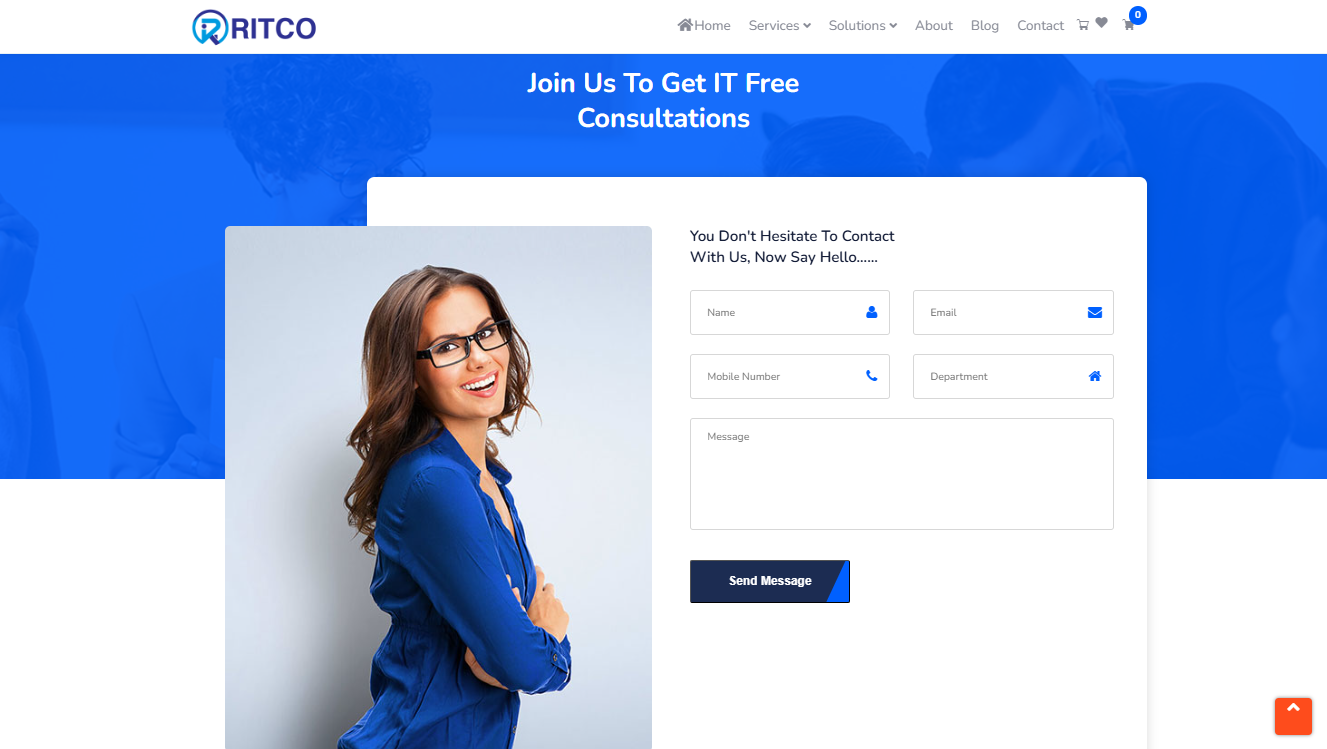 RITCO
Home Services Solutions About Blog Contact 0
Join Us To Get IT Free
Consultations
You Don't Hesitate To Contact
With Us, Now Say Hello......
Name Email
Mobile Number Department
Message
Send Message